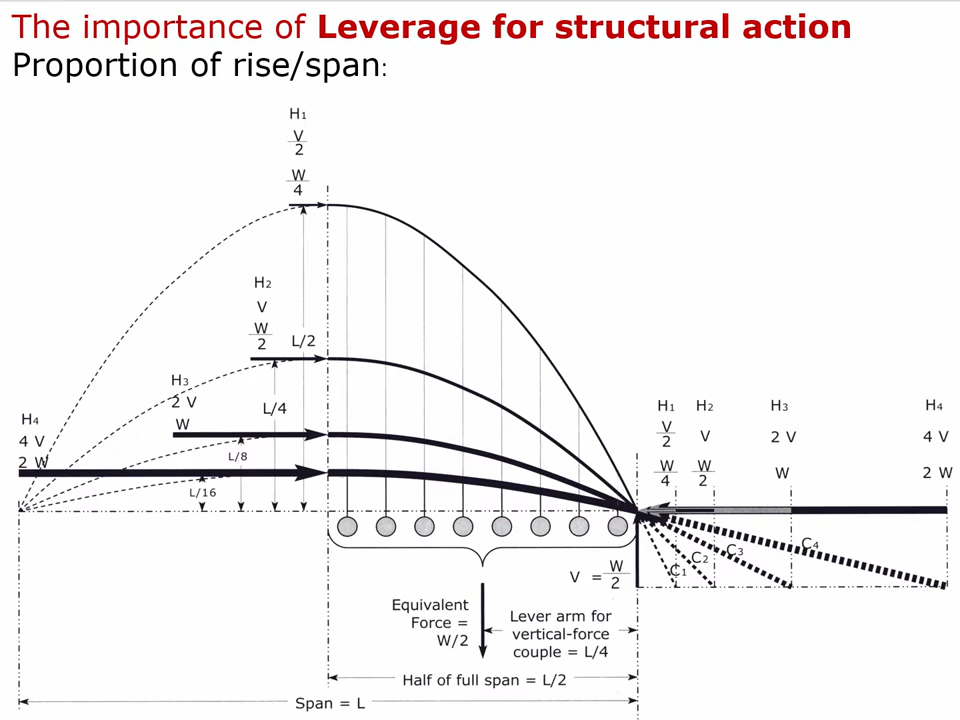 The importance of Leverage for structural action
Proportion of rise/span:
H1
V
2
W
4
H2
V
W
2
L/2
H3
2 V
W
L/4
H4
4 V
2 W
L/8
L/16
H1
H2
H3
H4
V
2
V
2 V
4 V
W
4
W
2
W
2 W
C1
C2
C3
C4
V = W
2
Equivalent
Force =
W/2
Lever arm for
vertical-force
couple = L/4
Half of full span = L/2
Span = L